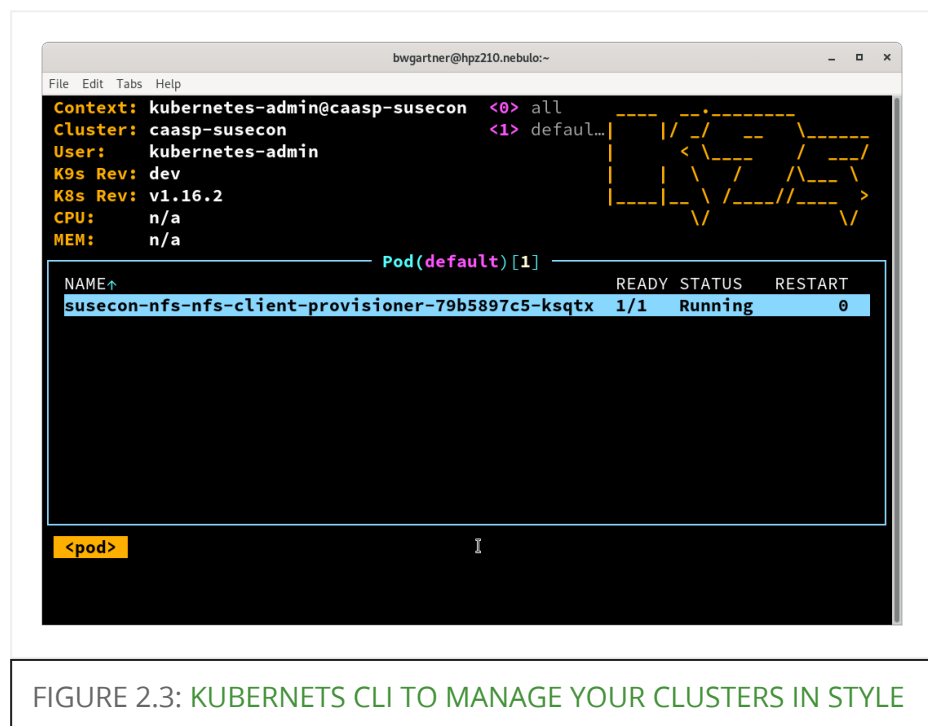 bwgartner@hpz210.nebulo:~
File Edit Tabs Help
Context: kubernetes-admin@caasp-susecon <0> all
Cluster: caasp-susecon <1> defaul…
User: kubernetes-admin
K9s Rev: dev
K8s Rev: v1.16.2
CPU: n/a
MEM: n/a
K9s
Pod(default)[1]
NAME↑ READY STATUS RESTART
susecon-nfs-nfs-client-provisioner-79b5897c5-ksqtx 1/1 Running 0
<pod>
FIGURE 2.3: KUBERNETS CLI TO MANAGE YOUR CLUSTERS IN STYLE